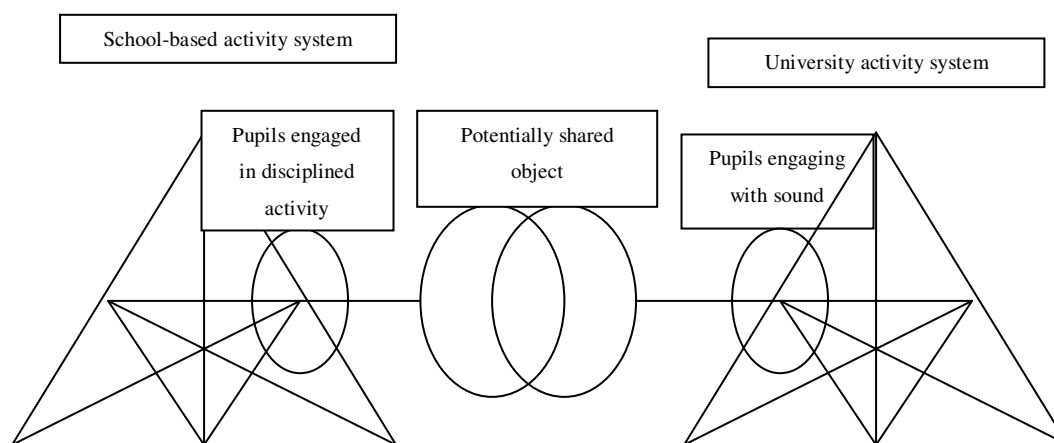 School-based activity system
University activity system
Pupils engaged
in disciplined
activity
Potentially shared
object
Pupils engaging
with sound